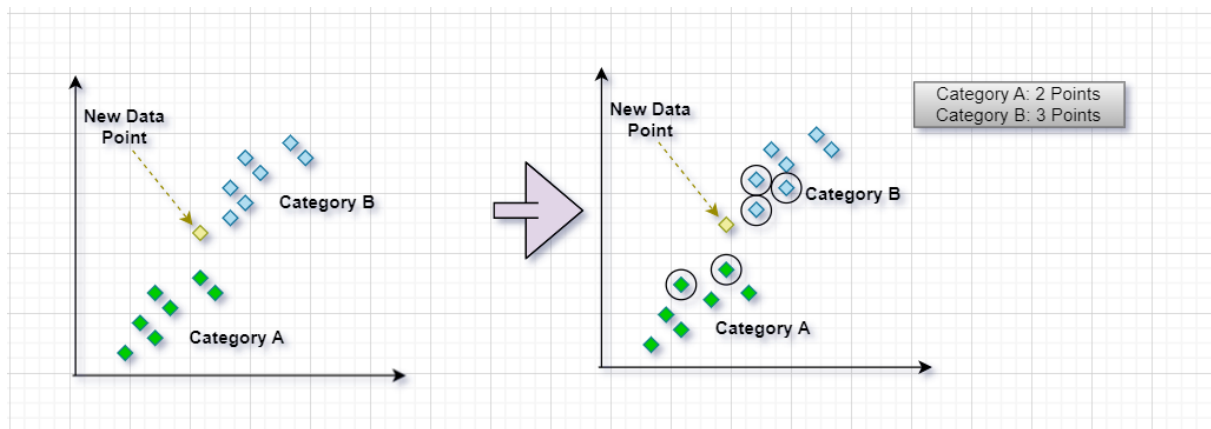 New Data
Point
Category B
Category A
New Data
Point
Category B
Category A
Category A: 2 Points
Category B: 3 Points